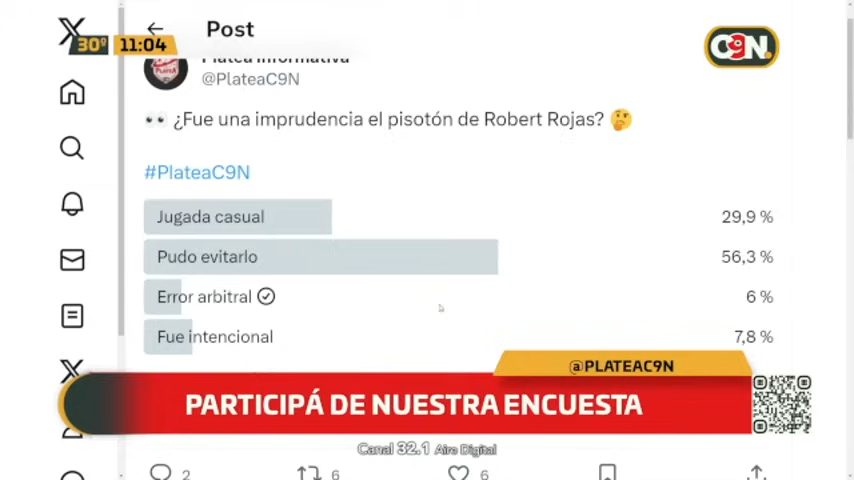 Post
30º 11:04
C9N.
Platea Informativa
@PlateaC9N
¿Fue una imprudencia el pisotón de Robert Rojas?
#PlateaC9N
Jugada casual 29,9 %
Pudo evitarlo 56,3 %
Error arbitral 6 %
Fue intencional 7,8 %
@PLATEAC9N
PARTICIPÁ DE NUESTRA ENCUESTA
Canal 32.1 Aire Digital
2 6 6